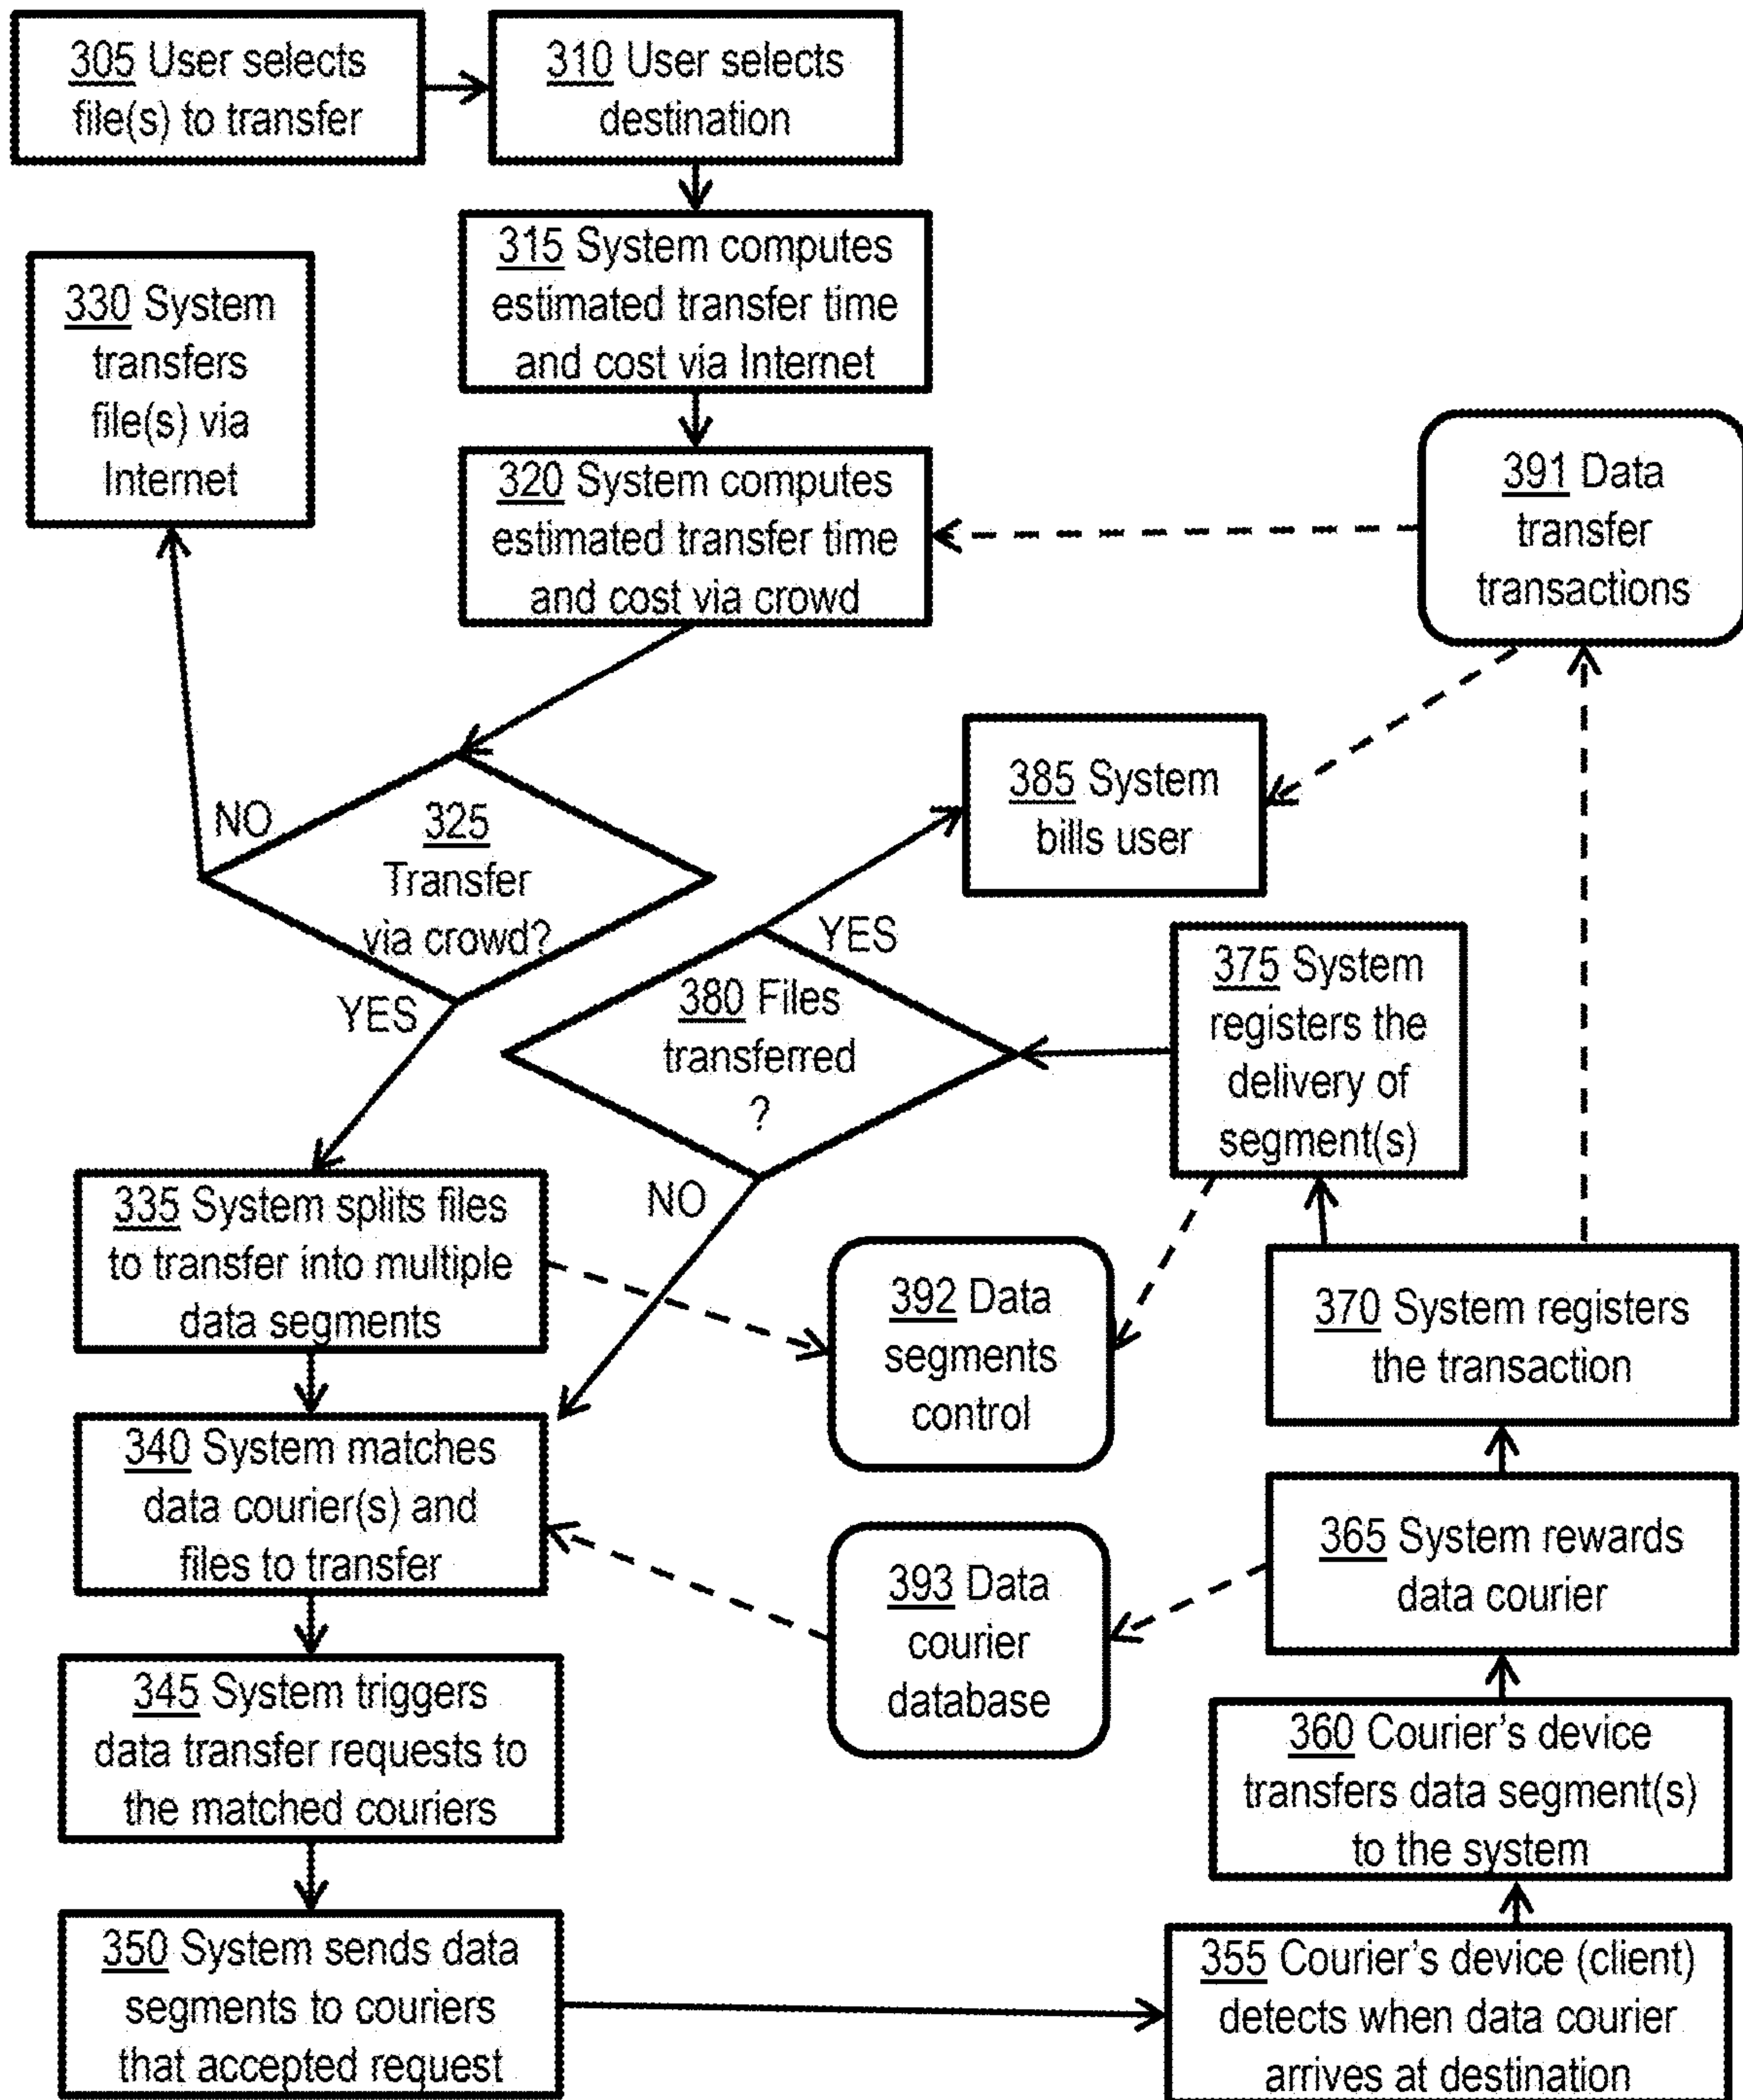 305 User selects
file(s) to transfer
310 User selects
destination
315 System computes
estimated transfer time
and cost via Internet
330 System
transfers
file(s) via
Internet
320 System computes
estimated transfer time
and cost via crowd
391 Data
transfer
transactions
385 System
bills user
NO
325
Transfer
via crowd?
YES
YES
380 Files
transferred
?
NO
375 System
registers the
delivery of
segment(s)
335 System splits files
to transfer into multiple
data segments
392 Data
segments
control
370 System registers
the transaction
340 System matches
data courier(s) and
files to transfer
393 Data
courier
database
365 System rewards
data courier
345 System triggers
data transfer requests to
the matched couriers
360 Courier's device
transfers data segment(s)
to the system
350 System sends data
segments to couriers
that accepted request
355 Courier's device (client)
detects when data courier
arrives at destination